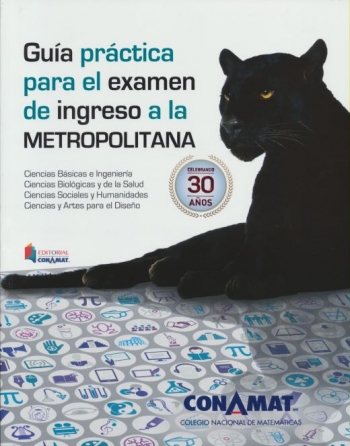 Guía práctica
para el examen
de ingreso a la
METROPOLITANA
Ciencias Básicas e Ingeniería
Ciencias Biológicas y de la Salud
Ciencias Sociales y Humanidades
Ciencias y Artes para el Diseño
CELEBRANDO
30
AÑOS
EDITORIAL
CONAMAT
CONAMAT
COLEGIO NACIONAL DE MATEMÁTICAS